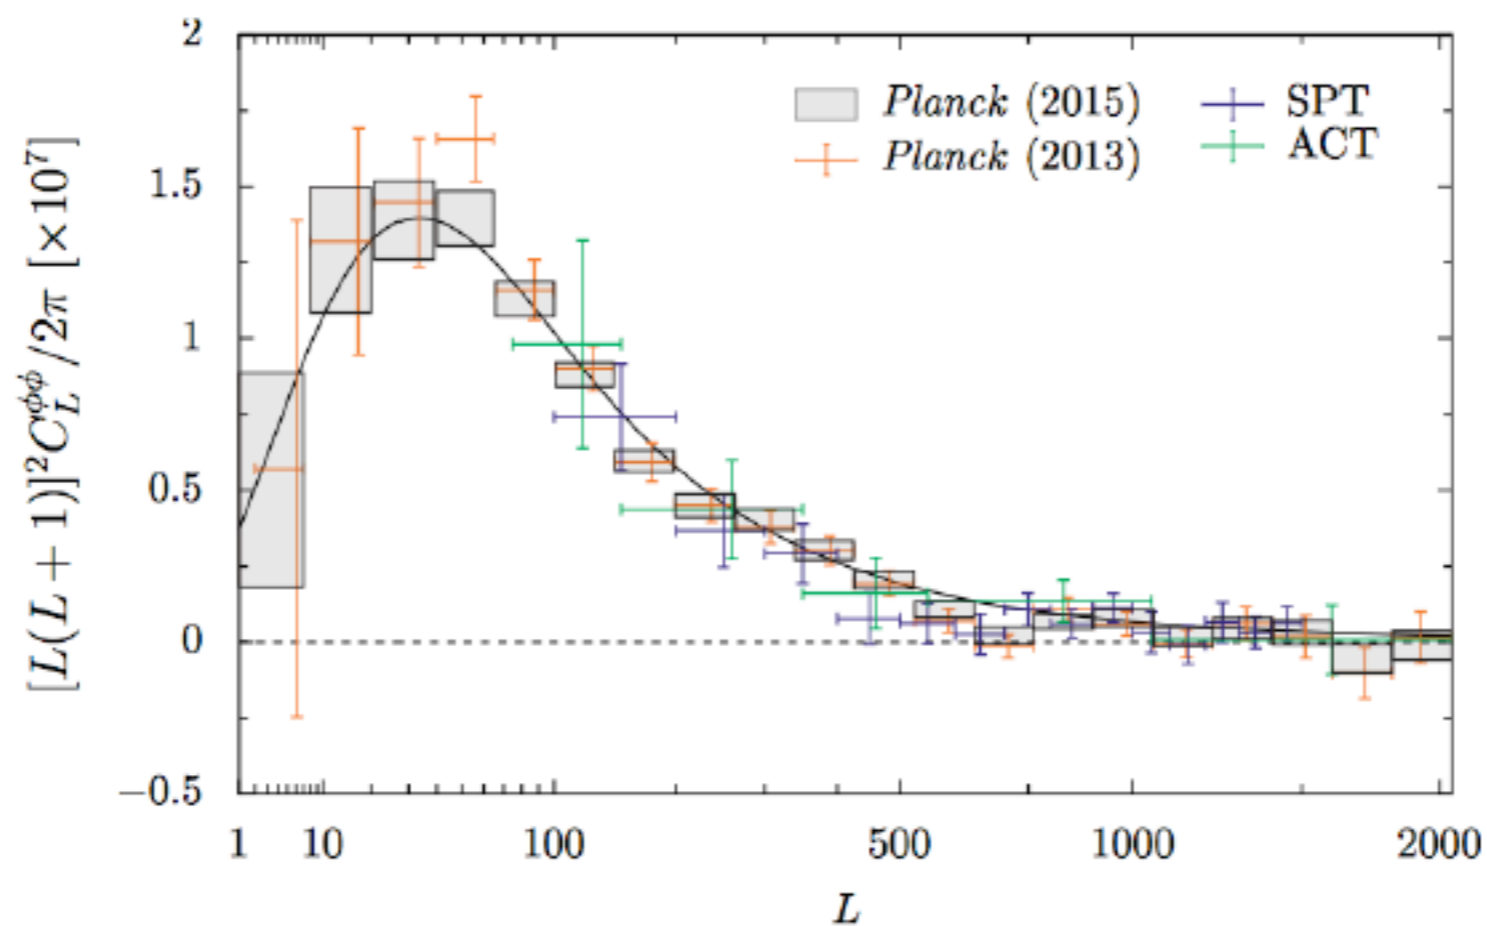 2
1.5
1
0.5
0
−0.5
[L(L + 1)]²C_L^ϕϕ/2π [×10⁷]
Planck (2015)
Planck (2013)
SPT
ACT
1 10 100 500 1000 2000
L